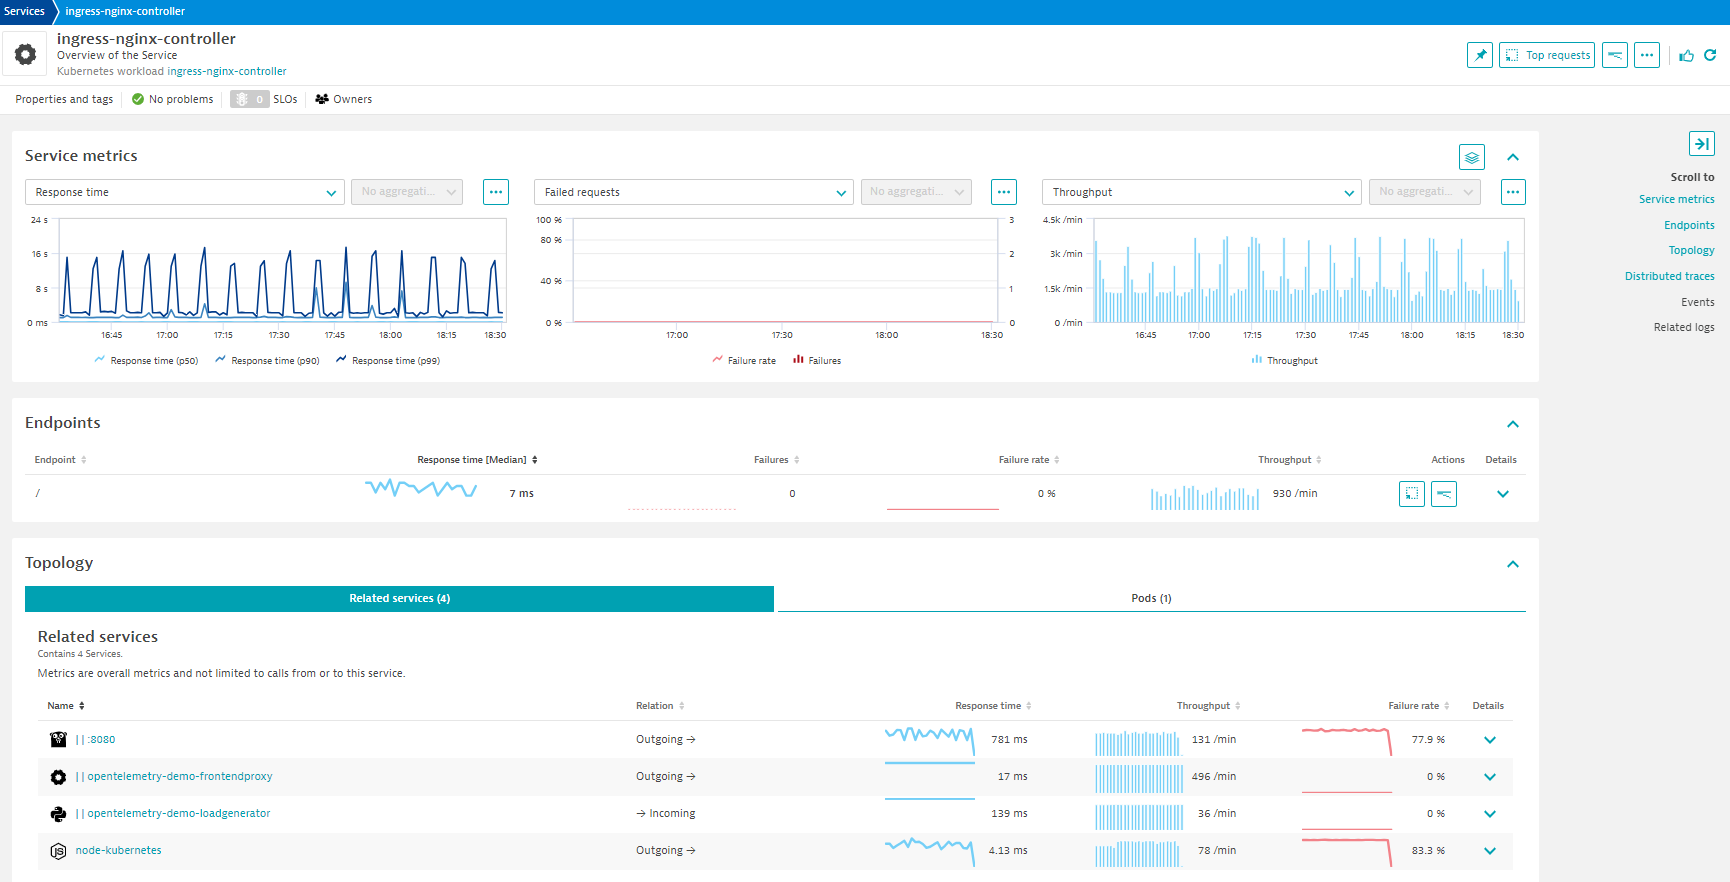 Services
ingress-nginx-controller
ingress-nginx-controller
Overview of the Service
Kubernetes workload ingress-nginx-controller
Top requests
Properties and tags
No problems
0 SLOs
Owners
Service metrics
Response time
No aggregati...
Failed requests
No aggregati...
Throughput
No aggregati...
24 s
16 s
8 s
0 ms
16:45 17:00 17:15 17:30 17:45 18:00 18:15 18:30
Response time (p50) Response time (p90) Response time (p99)
100 %
80 %
40 %
0 %
3
2
1
0
17:00 17:30 18:00 18:30
Failure rate Failures
4.5k /min
3k /min
1.5k /min
0 /min
16:45 17:00 17:15 17:30 17:45 18:00 18:15 18:30
Throughput
Scroll to
Service metrics
Endpoints
Topology
Distributed traces
Events
Related logs
Endpoints
Endpoint Response time [Median] Failures Failure rate Throughput Actions Details
/ 7 ms 0 0 % 930 /min
Topology
Related services (4)
Pods (1)
Related services
Contains 4 Services.
Metrics are overall metrics and not limited to calls from or to this service.
Name Relation Response time Throughput Failure rate Details
| | :8080 Outgoing → 781 ms 131 /min 77.9 %
| | opentelemetry-demo-frontendproxy Outgoing → 17 ms 496 /min 0 %
| | opentelemetry-demo-loadgenerator → Incoming 139 ms 36 /min 0 %
node-kubernetes Outgoing → 4.13 ms 78 /min 83.3 %